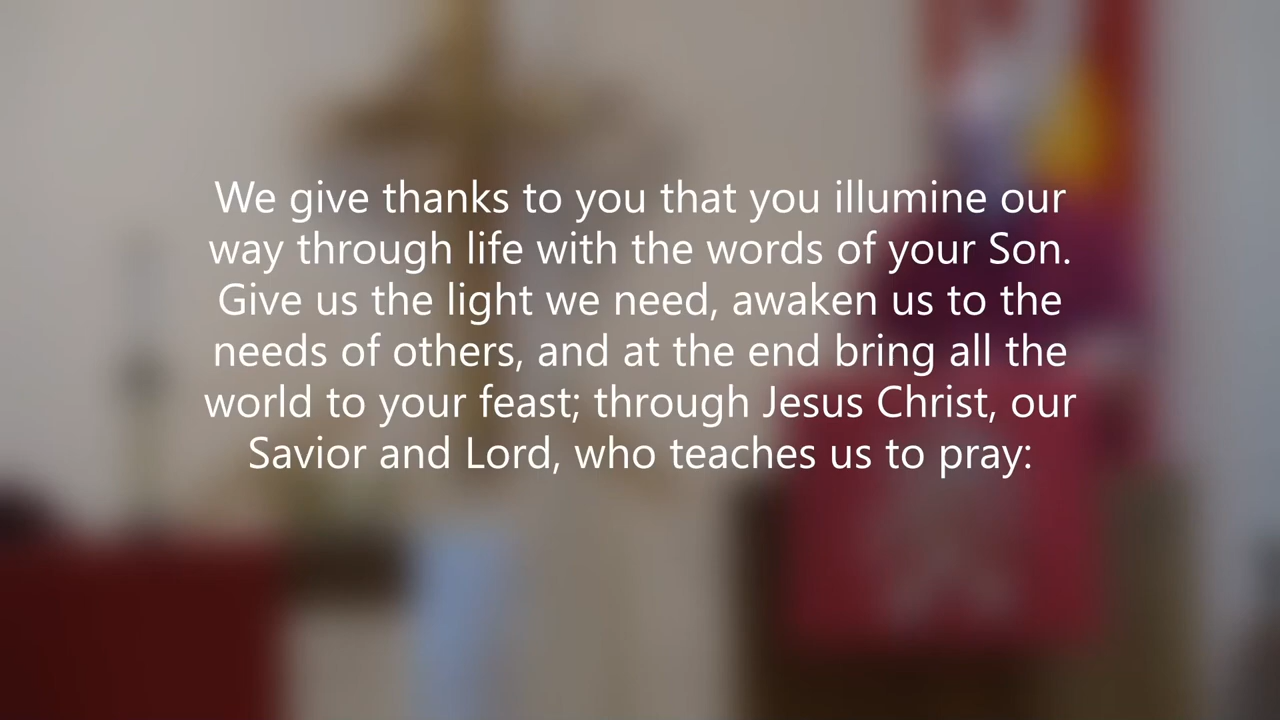 We give thanks to you that you illumine our
way through life with the words of your Son.
Give us the light we need, awaken us to the
needs of others, and at the end bring all the
world to your feast; through Jesus Christ, our
Savior and Lord, who teaches us to pray: